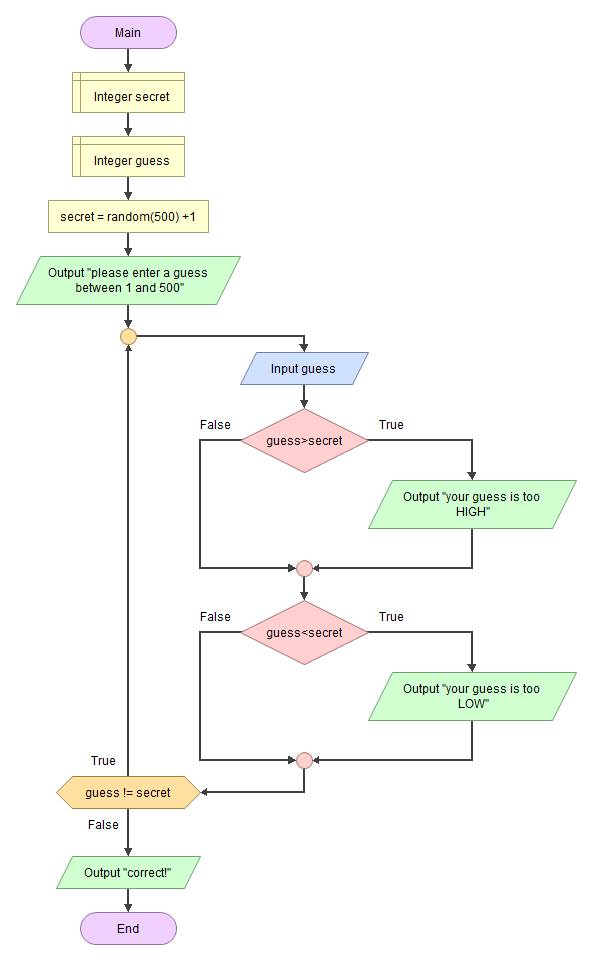 Main
Integer secret
Integer guess
secret = random(500) +1
Output "please enter a guess
between 1 and 500"
Input guess
False
True
guess>secret
Output "your guess is too
HIGH"
False
True
guess<secret
Output "your guess is too
LOW"
True
guess != secret
False
Output "correct!"
End